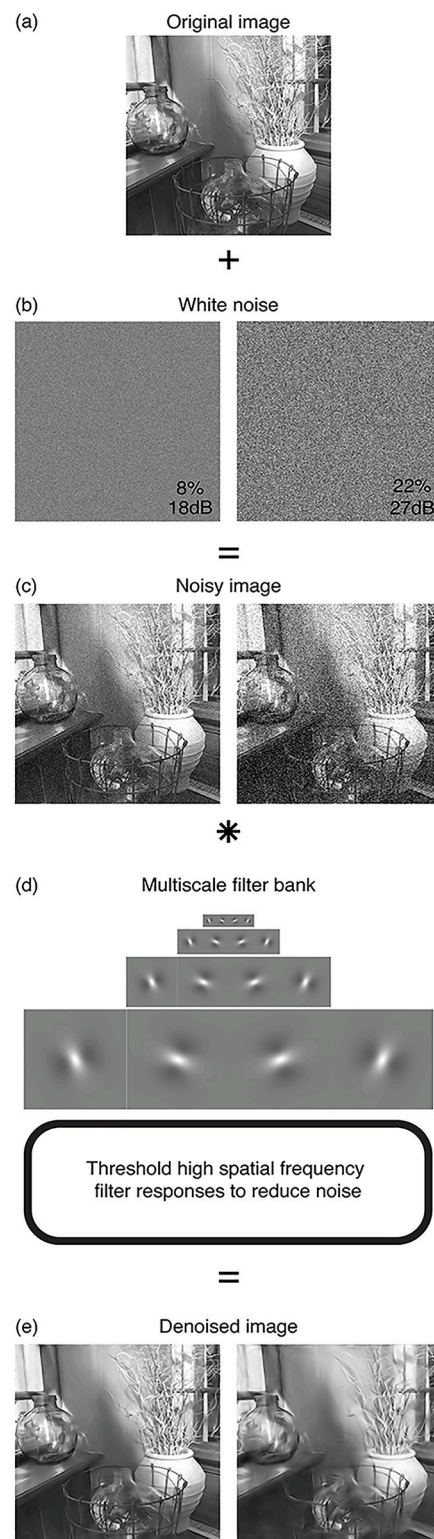 (a) Original image
+
(b) White noise
8% 22%
18dB 27dB
=
(c) Noisy image
*
(d) Multiscale filter bank
Threshold high spatial frequency
filter responses to reduce noise
=
(e) Denoised image